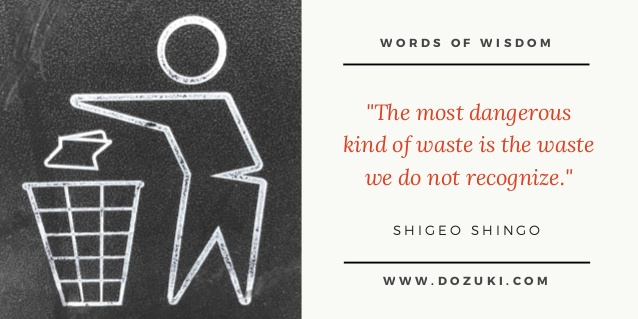 WORDS OF WISDOM
"The most dangerous
kind of waste is the waste
we do not recognize."
SHIGEO SHINGO
WWW.DOZUKI.COM